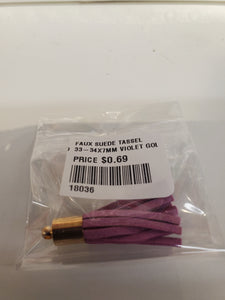 FAUX SUEDE TASSEL
33-34X7MM VIOLET GOL
PRICE $0.69
18036